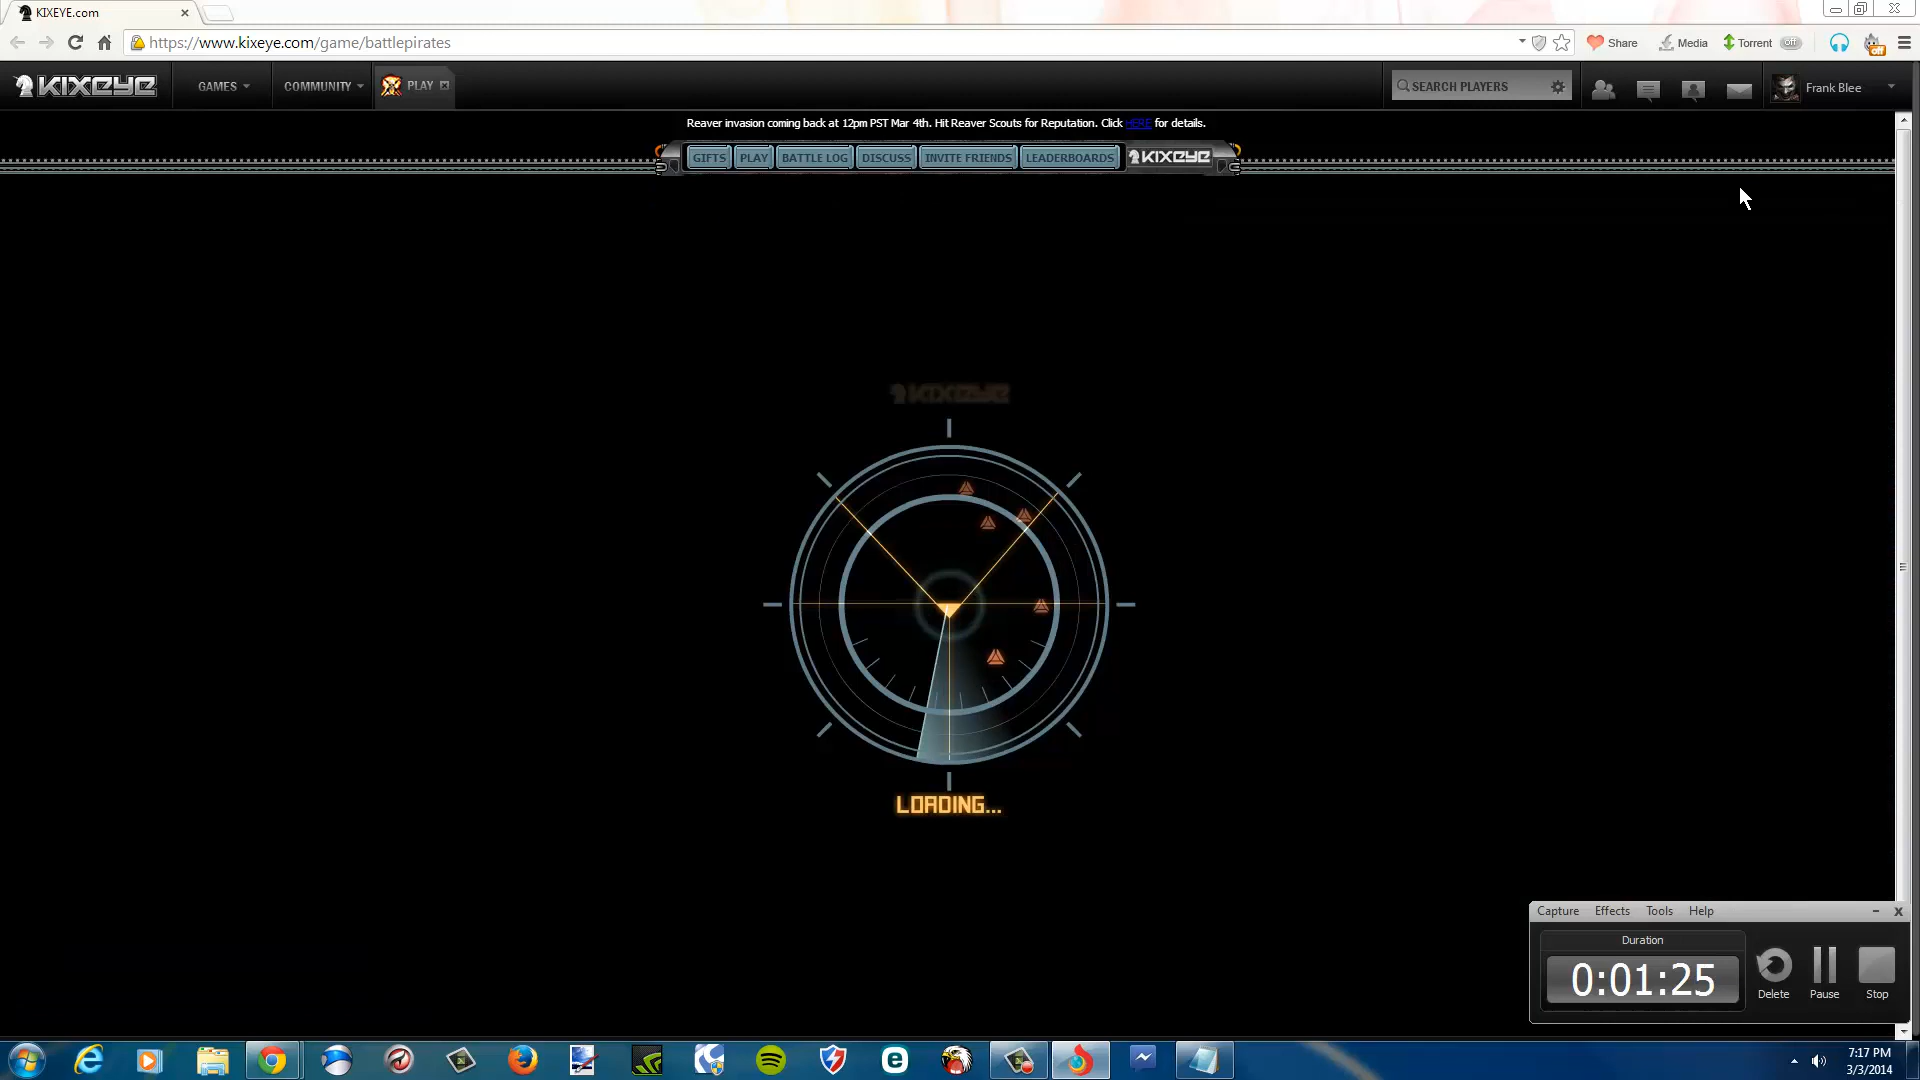 KIXEYE.com
https://www.kixeye.com/game/battlepirates
Share
Media
Torrent
off
off
KIXEYE
GAMES
COMMUNITY
PLAY
SEARCH PLAYERS
Frank Blee
Reaver invasion coming back at 12pm PST Mar 4th. Hit Reaver Scouts for Reputation. Click HERE for details.
GIFTS
PLAY
BATTLE LOG
DISCUSS
INVITE FRIENDS
LEADERBOARDS
KIXEYE
KIXEYE
LOADING...
Capture Effects Tools Help
Duration
0:01:25
Delete
Pause
Stop
7:17 PM
3/3/2014